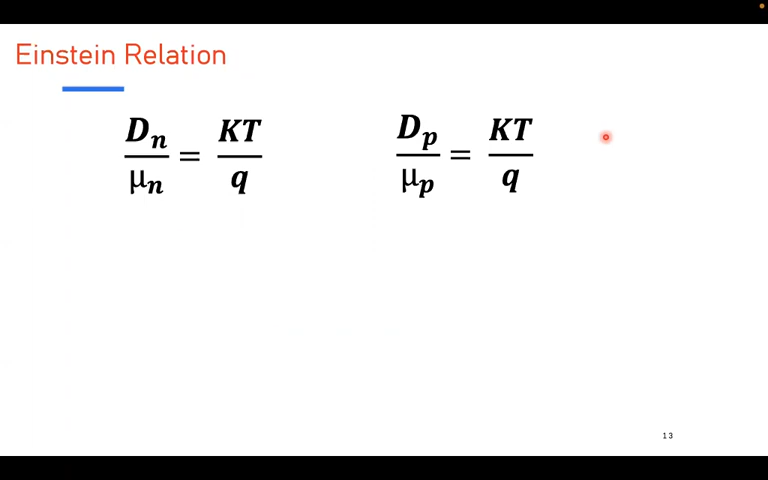 Einstein Relation
Dₙ/μₙ = KT/q
Dₚ/μₚ = KT/q
13